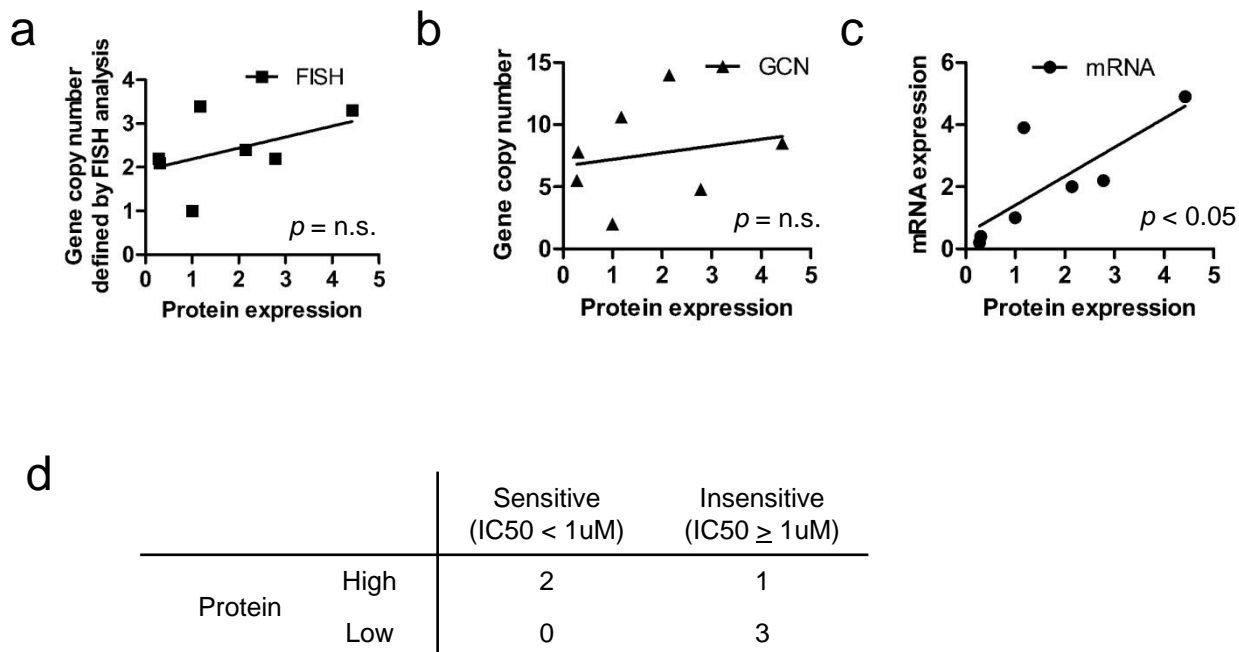 a
FISH
Gene copy number
defined by FISH analysis
4
3
2
1
0
p = n.s.
0 1 2 3 4 5
Protein expression
b
GCN
Gene copy number
15
10
5
0
p = n.s.
0 1 2 3 4 5
Protein expression
c
mRNA
mRNA expression
6
4
2
0
p < 0.05
0 1 2 3 4 5
Protein expression
d
Sensitive Insensitive
(IC50 < 1uM) (IC50 ≥ 1uM)
High 2 1
Protein
Low 0 3